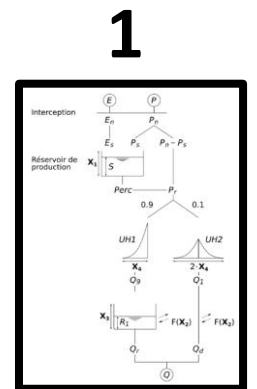 1
E P
Interception
En Pn
Es Ps Pn - Ps
Réservoir de
production
X1
S
Perc Pr
0.9 0.1
UH1 UH2
X4 2·X4
Q9 Q1
X3
R1 F(X2) F(X2)
Qr Qd
Q